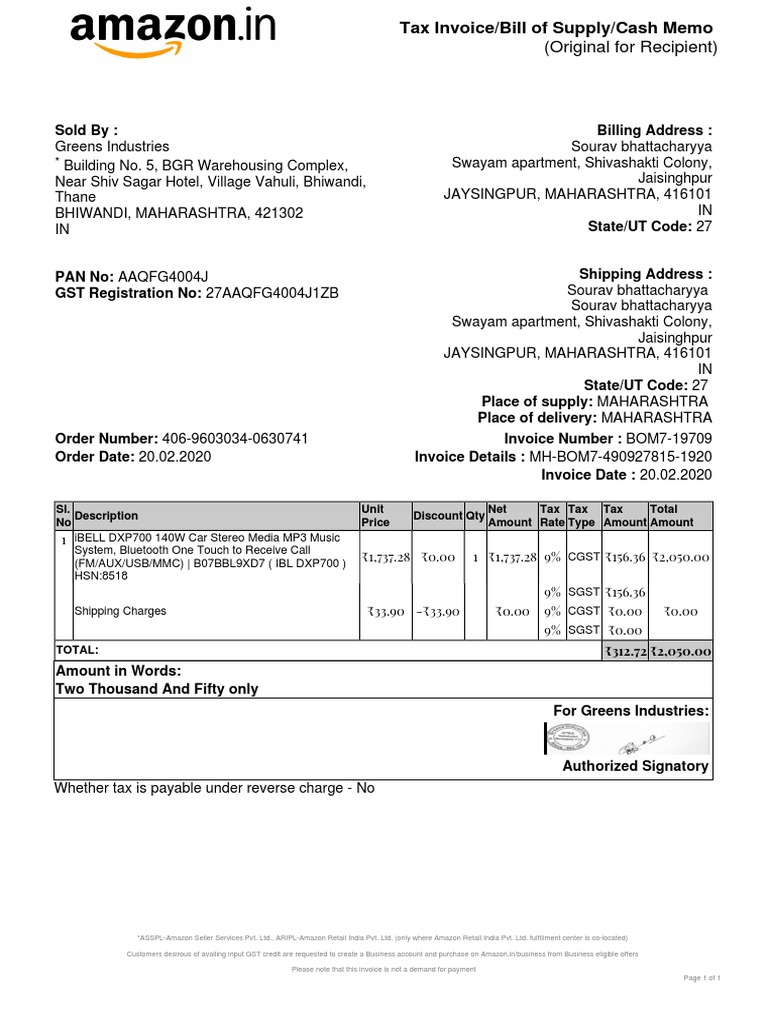 amazon.in
Tax Invoice/Bill of Supply/Cash Memo
(Original for Recipient)
Sold By :
Greens Industries
* Building No. 5, BGR Warehousing Complex,
Near Shiv Sagar Hotel, Village Vahuli, Bhiwandi,
Thane
BHIWANDI, MAHARASHTRA, 421302
IN
PAN No: AAQFG4004J
GST Registration No: 27AAQFG4004J1ZB
Billing Address :
Sourav bhattacharyya
Swayam apartment, Shivashakti Colony,
Jaisinghpur
JAYSINGPUR, MAHARASHTRA, 416101
IN
State/UT Code: 27
Shipping Address :
Sourav bhattacharyya
Sourav bhattacharyya
Swayam apartment, Shivashakti Colony,
Jaisinghpur
JAYSINGPUR, MAHARASHTRA, 416101
IN
State/UT Code: 27
Place of supply: MAHARASHTRA
Place of delivery: MAHARASHTRA
Order Number: 406-9603034-0630741
Order Date: 20.02.2020
Invoice Number : BOM7-19709
Invoice Details : MH-BOM7-490927815-1920
Invoice Date : 20.02.2020
Sl. No Description Unit Price Discount Qty Net Amount Tax Rate Tax Type Tax Amount Total Amount
1 iBELL DXP700 140W Car Stereo Media MP3 Music
System, Bluetooth One Touch to Receive Call
(FM/AUX/USB/MMC) | B07BBL9XD7 ( IBL DXP700 )
HSN:8518
₹1,737.28 ₹0.00 1 ₹1,737.28 9% CGST ₹156.36 ₹2,050.00
9% SGST ₹156.36
Shipping Charges ₹33.90 -₹33.90 ₹0.00 9% CGST ₹0.00 ₹0.00
9% SGST ₹0.00
TOTAL: ₹312.72 ₹2,050.00
Amount in Words:
Two Thousand And Fifty only
For Greens Industries:
Authorized Signatory
Whether tax is payable under reverse charge - No
*ASSPL-Amazon Seller Services Pvt. Ltd., ARIPL-Amazon Retail India Pvt. Ltd. (only where Amazon Retail India Pvt. Ltd. fulfillment center is co-located)
Customers desirous of availing input GST credit are requested to create a Business account and purchase on Amazon.in/business from Business eligible offers
Please note that this invoice is not a demand for payment
Page 1 of 1